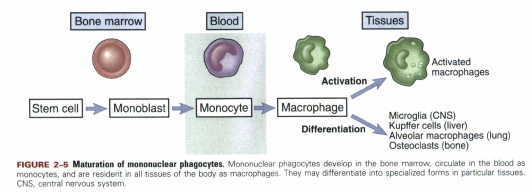 Bone marrow
Blood
Tissues
Activation
Activated
macrophages
Stem cell
Monoblast
Monocyte
Macrophage
Differentiation
Microglia (CNS)
Kupffer cells (liver)
Alveolar macrophages (lung)
Osteoclasts (bone)
FIGURE 2–5 Maturation of mononuclear phagocytes. Mononuclear phagocytes develop in the bone marrow, circulate in the blood as
monocytes, and are resident in all tissues of the body as macrophages. They may differentiate into specialized forms in particular tissues.
CNS, central nervous system.